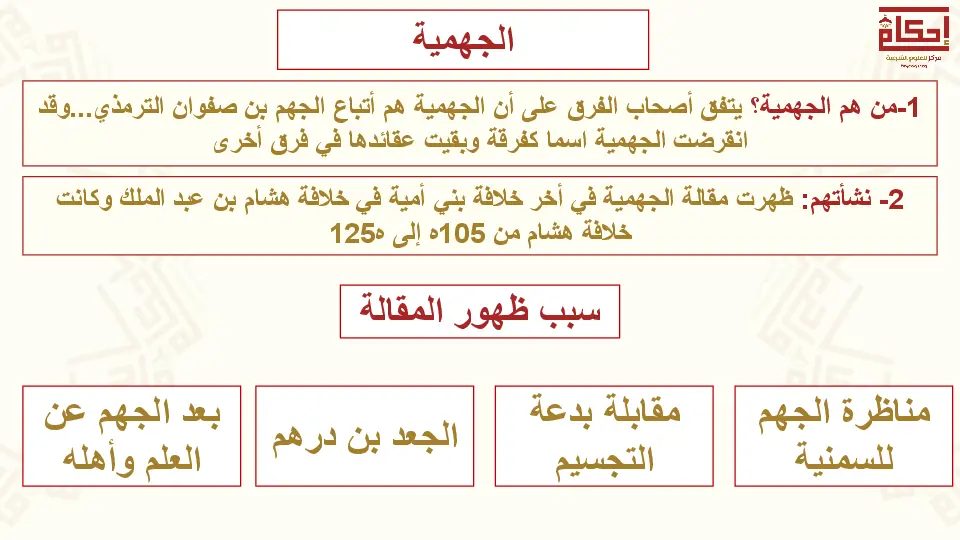 الجهمية
إحكام
مركز للعلوم الشرعية
1-من هم الجهمية؟ يتفق أصحاب الفرق على أن الجهمية هم أتباع الجهم بن صفوان الترمذي...وقد
انقرضت الجهمية اسما كفرقة وبقيت عقائدها في فرق أخرى
2- نشأتهم: ظهرت مقالة الجهمية في أخر خلافة بني أمية في خلافة هشام بن عبد الملك وكانت
خلافة هشام من 105ه إلى ه125
سبب ظهور المقالة
مناظرة الجهم
للسمنية
مقابلة بدعة
التجسيم
الجعد بن درهم
بعد الجهم عن
العلم وأهله